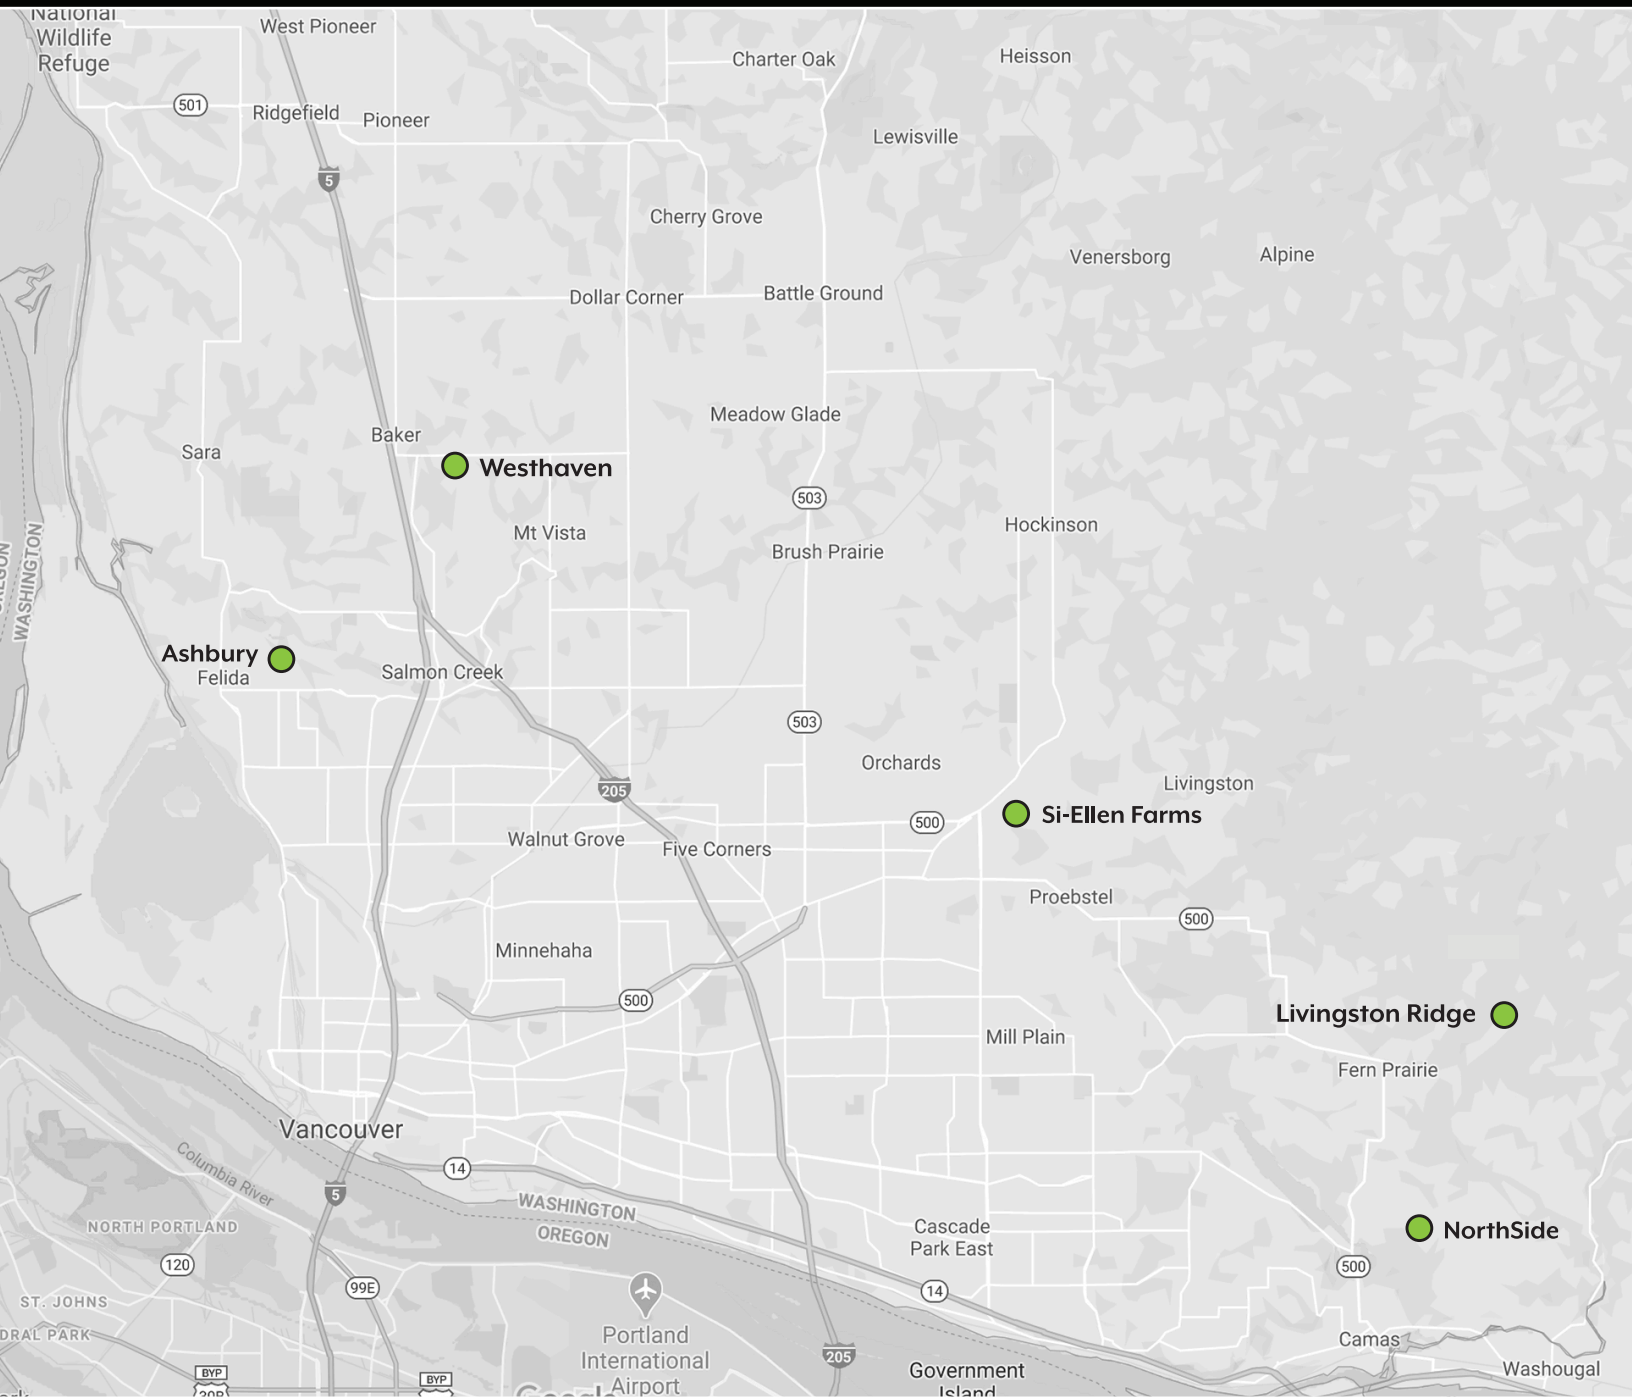 National
Wildlife
Refuge
West Pioneer
Charter Oak
Heisson
501
Ridgefield
Pioneer
Lewisville
5
Cherry Grove
Venersborg
Alpine
Dollar Corner
Battle Ground
Meadow Glade
Baker
Sara
Westhaven
503
Mt Vista
Hockinson
Brush Prairie
WASHINGTON
Ashbury
Felida
Salmon Creek
503
Orchards
Livingston
205
Si-Ellen Farms
500
Walnut Grove
Five Corners
Proebstel
500
Minnehaha
500
Livingston Ridge
Mill Plain
Fern Prairie
Vancouver
14
Columbia River
5
WASHINGTON
OREGON
NORTH PORTLAND
Cascade
Park East
NorthSide
120
500
99E
14
ST. JOHNS
DRAL PARK
Portland
International
Airport
205
Camas
Government
Island
Washougal
BYP
30B
BYP
Google